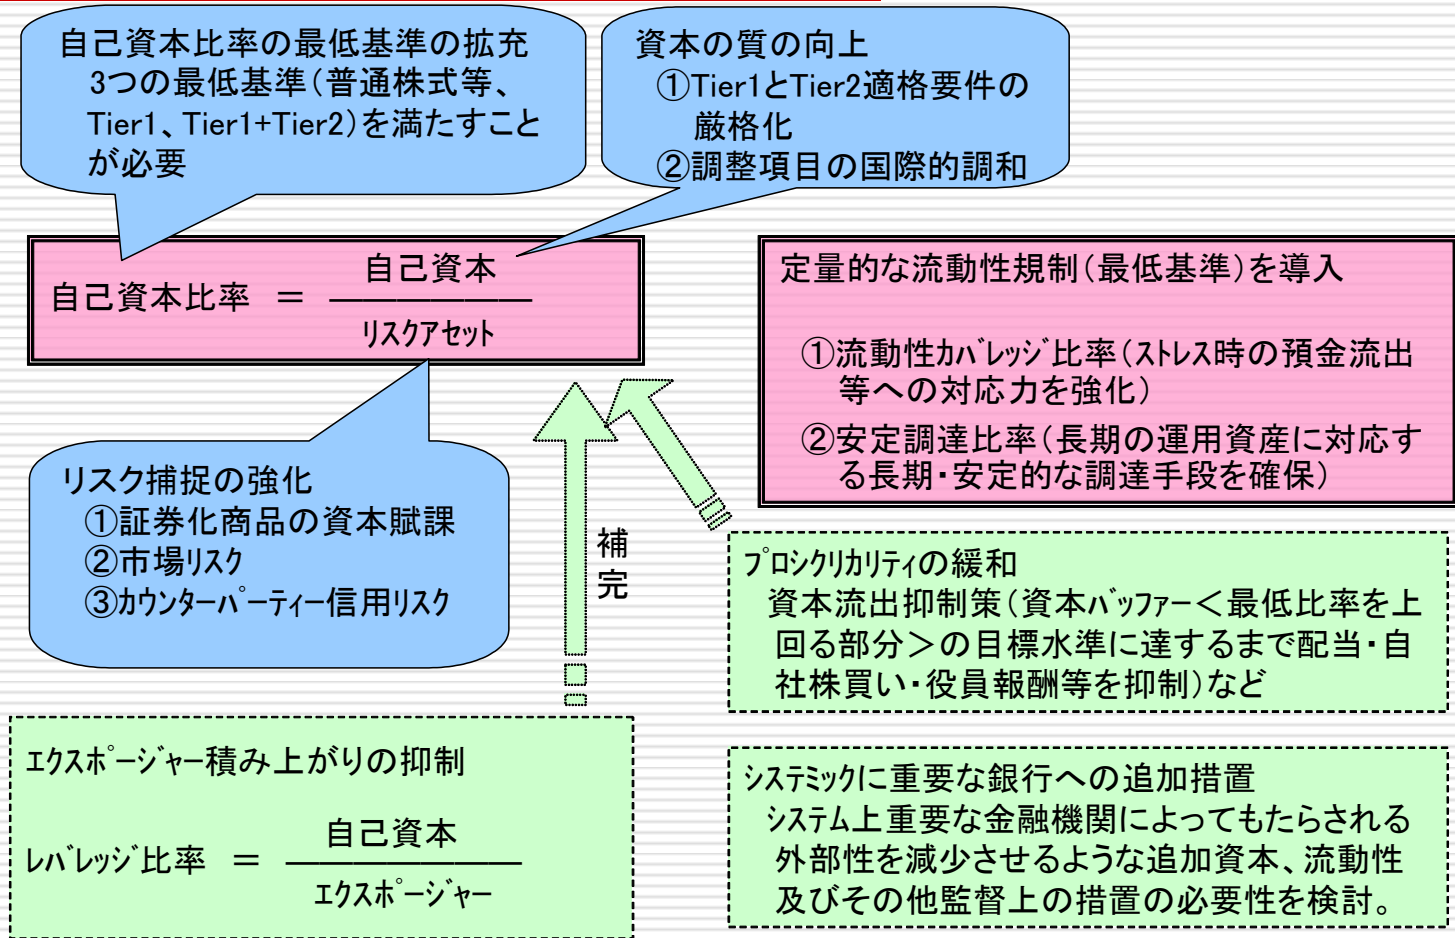 自己資本比率の最低基準の拡充
3つの最低基準（普通株式等、
Tier1、Tier1+Tier2）を満たすこと
が必要
資本の質の向上
①Tier1とTier2適格要件の
厳格化
②調整項目の国際的調和
自己資本比率 ＝ 自己資本
リスクアセット
定量的な流動性規制（最低基準）を導入
①流動性ｶﾊﾞﾚｯｼﾞ比率（ストレス時の預金流出
等への対応力を強化）
②安定調達比率（長期の運用資産に対応す
る長期・安定的な調達手段を確保）
リスク捕捉の強化
①証券化商品の資本賦課
②市場リスク
③ｶｳﾝﾀｰﾊﾟｰﾃｨｰ信用リスク
補
完
ﾌﾟﾛｼｸﾘｶﾘﾃｨの緩和
資本流出抑制策（資本ﾊﾞｯﾌｧｰ＜最低比率を上
回る部分＞の目標水準に達するまで配当・自
社株買い・役員報酬等を抑制）など
ｴｸｽﾎﾟｰｼﾞｬｰ積み上がりの抑制
ﾚﾊﾞﾚｯｼﾞ比率 ＝ 自己資本
ｴｸｽﾎﾟｰｼﾞｬｰ
ｼｽﾃﾐｯｸに重要な銀行への追加措置
ｼｽﾃﾑ上重要な金融機関によってもたらされる
外部性を減少させるような追加資本、流動性
及びその他監督上の措置の必要性を検討。